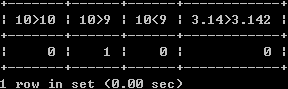 +-------+------+------+------------+
| 10>10 | 10>9 | 10<9 | 3.14>3.142 |
+-------+------+------+------------+
|     0 |    1 |    0 |          0 |
+-------+------+------+------------+
1 row in set (0.00 sec)